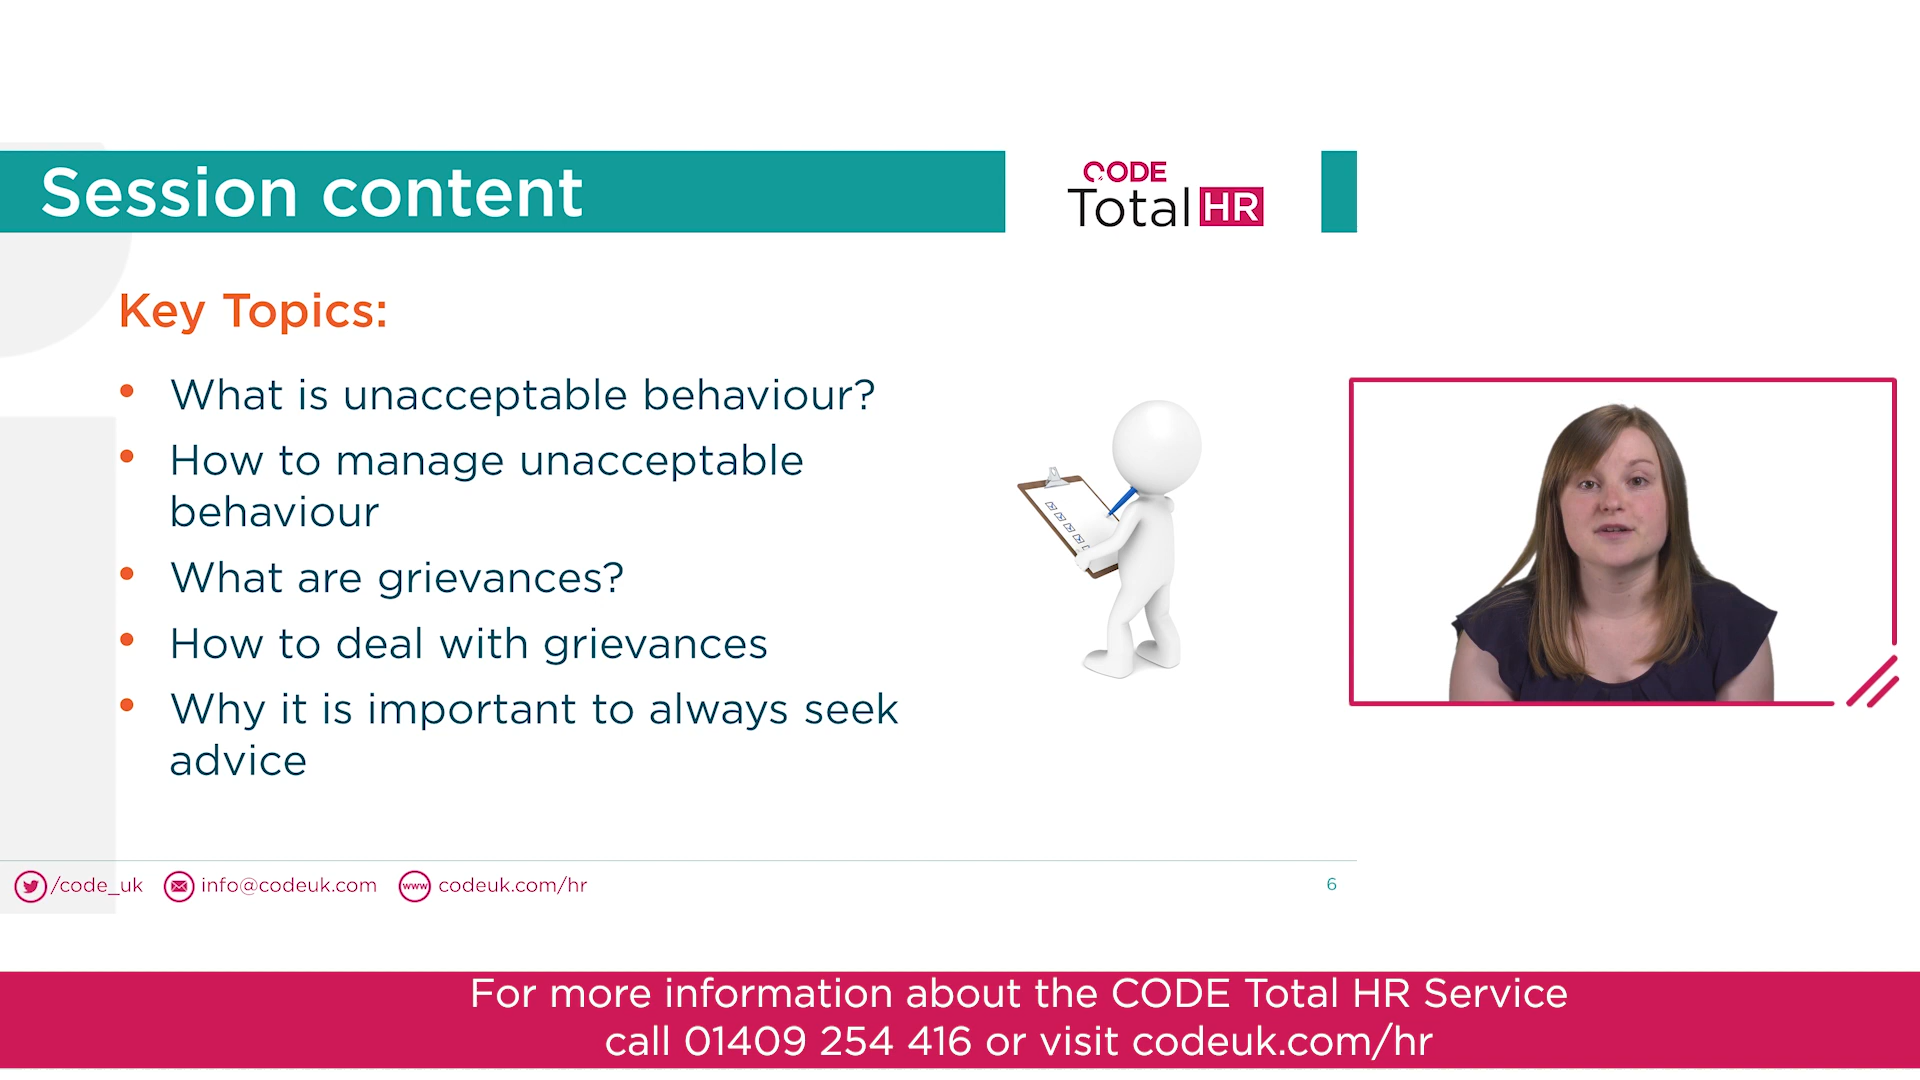 Session content
CODE
Total HR
Key Topics:
• What is unacceptable behaviour?
• How to manage unacceptable
behaviour
• What are grievances?
• How to deal with grievances
• Why it is important to always seek
advice
/code_uk info@codeuk.com www codeuk.com/hr
6
For more information about the CODE Total HR Service
call 01409 254 416 or visit codeuk.com/hr